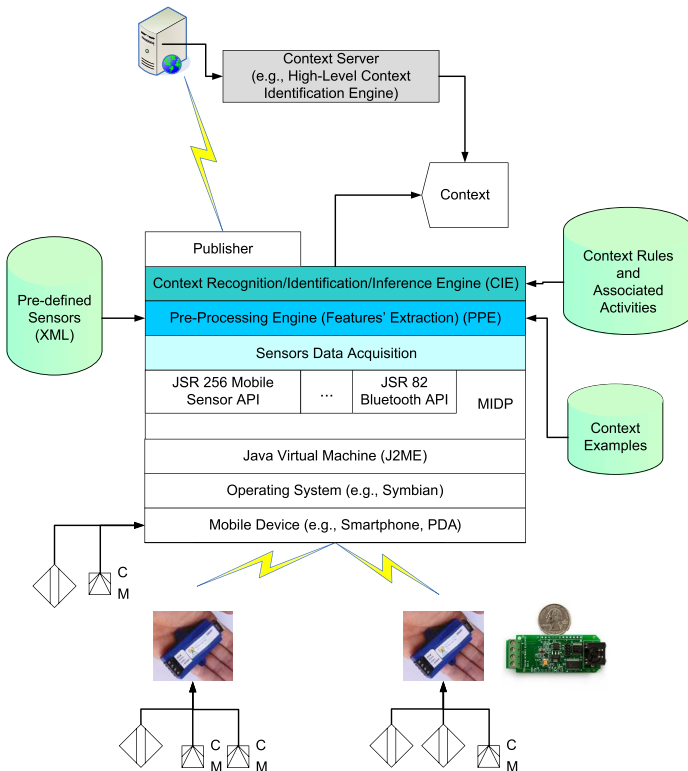 Context Server
(e.g., High-Level Context
Identification Engine)
Context
Publisher
Context Recognition/Identification/Inference Engine (CIE)
Pre-Processing Engine (Features' Extraction) (PPE)
Sensors Data Acquisition
Pre-defined
Sensors
(XML)
Context Rules
and
Associated
Activities
JSR 256 Mobile
Sensor API
...
JSR 82
Bluetooth API
MIDP
Context
Examples
Java Virtual Machine (J2ME)
Operating System (e.g., Symbian)
Mobile Device (e.g., Smartphone, PDA)
C
M
C
M
C
M
C
M